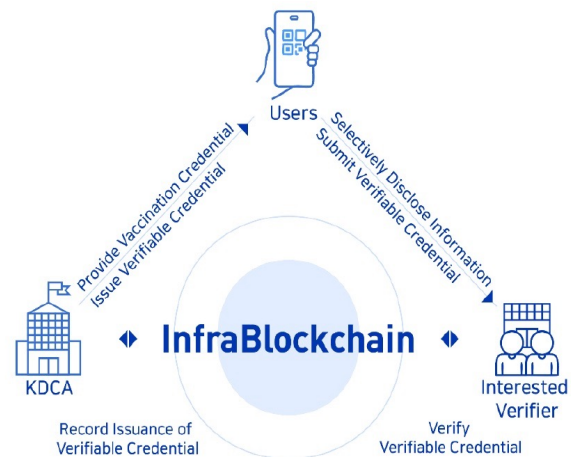 Users
Provide Vaccination Credential
Issue Verifiable Credential
Selectively Disclose Information
Submit Verifiable Credential
InfraBlockchain
KDCA
Interested
Verifier
Record Issuance of
Verifiable Credential
Verify
Verifiable Credential